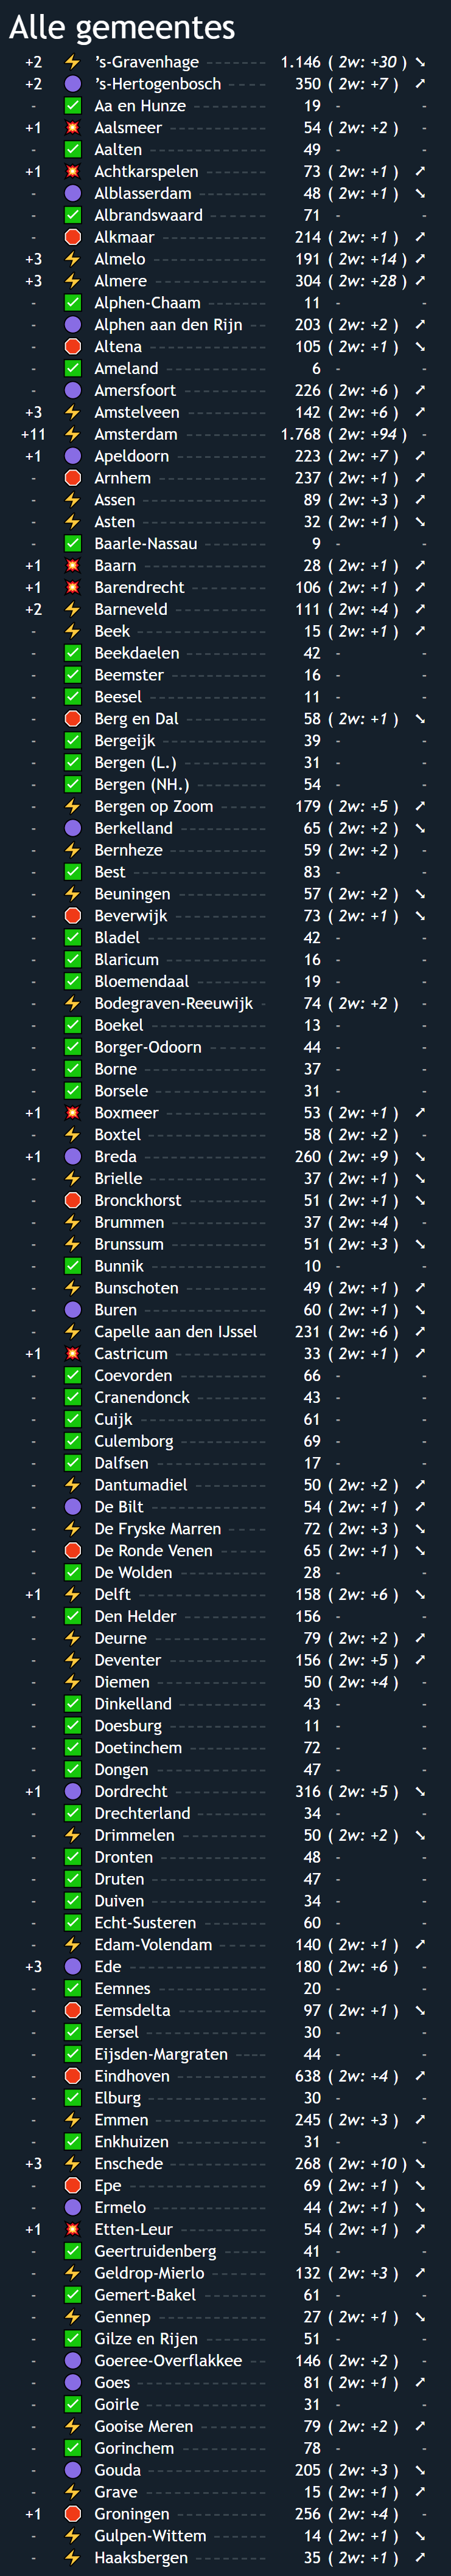 Alle gemeentes
+2 ⚡ ’s-Gravenhage ------- 1.146 ( 2w: +30 ) ➘
+2 🟣 ’s-Hertogenbosch ----- 350 ( 2w: +7 ) ➚
- ✅ Aa en Hunze --------- 19 - -
+1 💥 Aalsmeer ------------ 54 ( 2w: +2 ) -
- ✅ Aalten -------------- 49 - -
+1 💥 Achtkarspelen ------- 73 ( 2w: +1 ) ➚
- 🟣 Alblasserdam -------- 48 ( 2w: +1 ) ➘
- ✅ Albrandswaard ------- 71 - -
- 🛑 Alkmaar ------------- 214 ( 2w: +1 ) ➚
+3 ⚡ Almelo -------------- 191 ( 2w: +14 ) ➚
+3 ⚡ Almere -------------- 304 ( 2w: +28 ) ➚
- ✅ Alphen-Chaam -------- 11 - -
- 🟣 Alphen aan den Rijn -- 203 ( 2w: +2 ) ➚
- 🛑 Altena -------------- 105 ( 2w: +1 ) ➘
- ✅ Ameland ------------- 6 - -
- 🟣 Amersfoort ---------- 226 ( 2w: +6 ) ➚
+3 ⚡ Amstelveen ---------- 142 ( 2w: +6 ) ➚
+11 ⚡ Amsterdam ---------- 1.768 ( 2w: +94 ) -
+1 🟣 Apeldoorn ----------- 223 ( 2w: +7 ) ➚
- 🛑 Arnhem -------------- 237 ( 2w: +1 ) ➚
- ⚡ Assen --------------- 89 ( 2w: +3 ) ➚
- ⚡ Asten --------------- 32 ( 2w: +1 ) ➘
- ✅ Baarle-Nassau ------- 9 - -
+1 💥 Baarn --------------- 28 ( 2w: +1 ) ➚
+1 💥 Barendrecht --------- 106 ( 2w: +1 ) ➚
+2 ⚡ Barneveld ----------- 111 ( 2w: +4 ) ➚
- ⚡ Beek ---------------- 15 ( 2w: +1 ) ➚
- ✅ Beekdaelen ---------- 42 - -
- ✅ Beemster ------------ 16 - -
- ✅ Beesel -------------- 11 - -
- 🛑 Berg en Dal --------- 58 ( 2w: +1 ) ➘
- ✅ Bergeijk ------------ 39 - -
- ✅ Bergen (L.) --------- 31 - -
- ✅ Bergen (NH.) -------- 54 - -
- ⚡ Bergen op Zoom ------ 179 ( 2w: +5 ) ➚
- 🟣 Berkelland ---------- 65 ( 2w: +2 ) ➘
- ⚡ Bernheze ------------ 59 ( 2w: +2 ) -
- ✅ Best ---------------- 83 - -
- ⚡ Beuningen ----------- 57 ( 2w: +2 ) ➘
- 🛑 Beverwijk ----------- 73 ( 2w: +1 ) ➘
- ✅ Bladel -------------- 42 - -
- ✅ Blaricum ------------ 16 - -
- ✅ Bloemendaal --------- 19 - -
- ⚡ Bodegraven-Reeuwijk - 74 ( 2w: +2 ) -
- ✅ Boekel -------------- 13 - -
- ✅ Borger-Odoorn ------- 44 - -
- ✅ Borne --------------- 37 - -
- ✅ Borsele ------------- 31 - -
+1 💥 Boxmeer ------------- 53 ( 2w: +1 ) ➚
- ⚡ Boxtel -------------- 58 ( 2w: +2 ) -
+1 🟣 Breda --------------- 260 ( 2w: +9 ) ➘
- ⚡ Brielle ------------- 37 ( 2w: +1 ) ➘
- 🛑 Bronckhorst --------- 51 ( 2w: +1 ) ➘
- ⚡ Brummen ------------- 37 ( 2w: +4 ) -
- ⚡ Brunssum ------------ 51 ( 2w: +3 ) ➘
- ✅ Bunnik -------------- 10 - -
- ⚡ Bunschoten ---------- 49 ( 2w: +1 ) ➚
- 🟣 Buren --------------- 60 ( 2w: +1 ) ➘
- ⚡ Capelle aan den IJssel 231 ( 2w: +6 ) ➚
+1 💥 Castricum ----------- 33 ( 2w: +1 ) ➚
- ✅ Coevorden ----------- 66 - -
- ✅ Cranendonck --------- 43 - -
- ✅ Cuijk --------------- 61 - -
- ✅ Culemborg ----------- 69 - -
- ✅ Dalfsen ------------- 17 - -
- ⚡ Dantumadiel --------- 50 ( 2w: +2 ) ➚
- 🟣 De Bilt ------------- 54 ( 2w: +1 ) ➚
- ⚡ De Fryske Marren ---- 72 ( 2w: +3 ) ➘
- 🛑 De Ronde Venen ------ 65 ( 2w: +1 ) ➘
- ✅ De Wolden ----------- 28 - -
+1 ⚡ Delft --------------- 158 ( 2w: +6 ) ➘
- ✅ Den Helder ---------- 156 - -
- ⚡ Deurne -------------- 79 ( 2w: +2 ) ➚
- ⚡ Deventer ------------ 156 ( 2w: +5 ) ➚
- ⚡ Diemen -------------- 50 ( 2w: +4 ) -
- ✅ Dinkelland ---------- 43 - -
- ✅ Doesburg ------------ 11 - -
- ✅ Doetinchem ---------- 72 - -
- ✅ Dongen -------------- 47 - -
+1 🟣 Dordrecht ----------- 316 ( 2w: +5 ) ➘
- ✅ Drechterland -------- 34 - -
- ⚡ Drimmelen ----------- 50 ( 2w: +2 ) ➘
- ✅ Dronten ------------- 48 - -
- ✅ Druten -------------- 47 - -
- ✅ Duiven -------------- 34 - -
- ✅ Echt-Susteren ------- 60 - -
- ⚡ Edam-Volendam ------- 140 ( 2w: +1 ) ➚
+3 🟣 Ede ----------------- 180 ( 2w: +6 ) -
- ✅ Eemnes -------------- 20 - -
- 🛑 Eemsdelta ----------- 97 ( 2w: +1 ) ➘
- ✅ Eersel -------------- 30 - -
- ✅ Eijsden-Margraten ---- 44 - -
- 🛑 Eindhoven ----------- 638 ( 2w: +4 ) ➚
- ✅ Elburg -------------- 30 - -
- ⚡ Emmen --------------- 245 ( 2w: +3 ) ➚
- ✅ Enkhuizen ----------- 31 - -
+3 ⚡ Enschede ------------ 268 ( 2w: +10 ) ➘
- 🛑 Epe ----------------- 69 ( 2w: +1 ) ➘
- 🟣 Ermelo -------------- 44 ( 2w: +1 ) ➘
+1 💥 Etten-Leur ---------- 54 ( 2w: +1 ) ➚
- ✅ Geertruidenberg ----- 41 - -
- ⚡ Geldrop-Mierlo ------ 132 ( 2w: +3 ) ➚
- ✅ Gemert-Bakel -------- 61 - -
- ⚡ Gennep -------------- 27 ( 2w: +1 ) ➘
- ✅ Gilze en Rijen ------ 51 - -
- 🟣 Goeree-Overflakkee -- 146 ( 2w: +2 ) -
- 🟣 Goes ---------------- 81 ( 2w: +1 ) ➚
- ✅ Goirle -------------- 31 - -
- ⚡ Gooise Meren -------- 79 ( 2w: +2 ) ➚
- ✅ Gorinchem ----------- 78 - -
- 🟣 Gouda --------------- 205 ( 2w: +3 ) ➘
- ⚡ Grave --------------- 15 ( 2w: +1 ) ➚
+1 🛑 Groningen ----------- 256 ( 2w: +4 ) -
- ⚡ Gulpen-Wittem ------- 14 ( 2w: +1 ) ➘
- ⚡ Haaksbergen --------- 35 ( 2w: +1 ) ➚